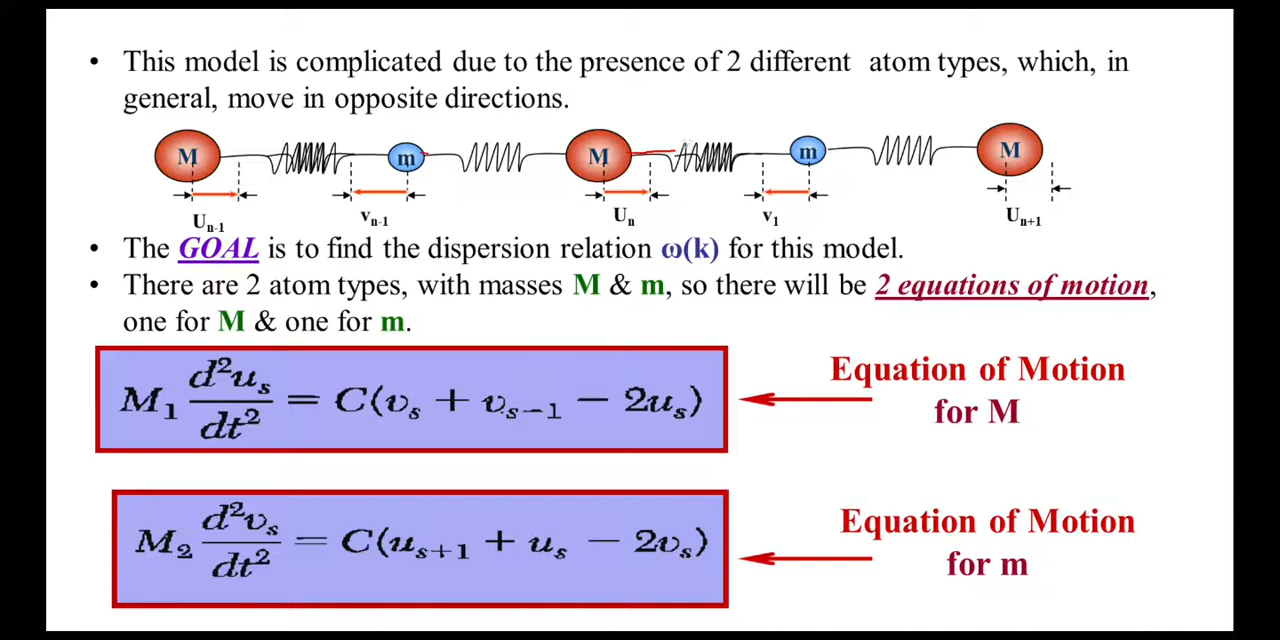 • This model is complicated due to the presence of 2 different atom types, which, in
general, move in opposite directions.
M m M m M
Uₙ₋₁ vₙ₋₁ Uₙ v₁ Uₙ₊₁
• The GOAL is to find the dispersion relation ω(k) for this model.
• There are 2 atom types, with masses M & m, so there will be 2 equations of motion,
one for M & one for m.
M₁ d²uₛ/dt² = C(υₛ + υₛ₋₁ − 2uₛ)
Equation of Motion
for M
M₂ d²υₛ/dt² = C(uₛ₊₁ + uₛ − 2υₛ)
Equation of Motion
for m